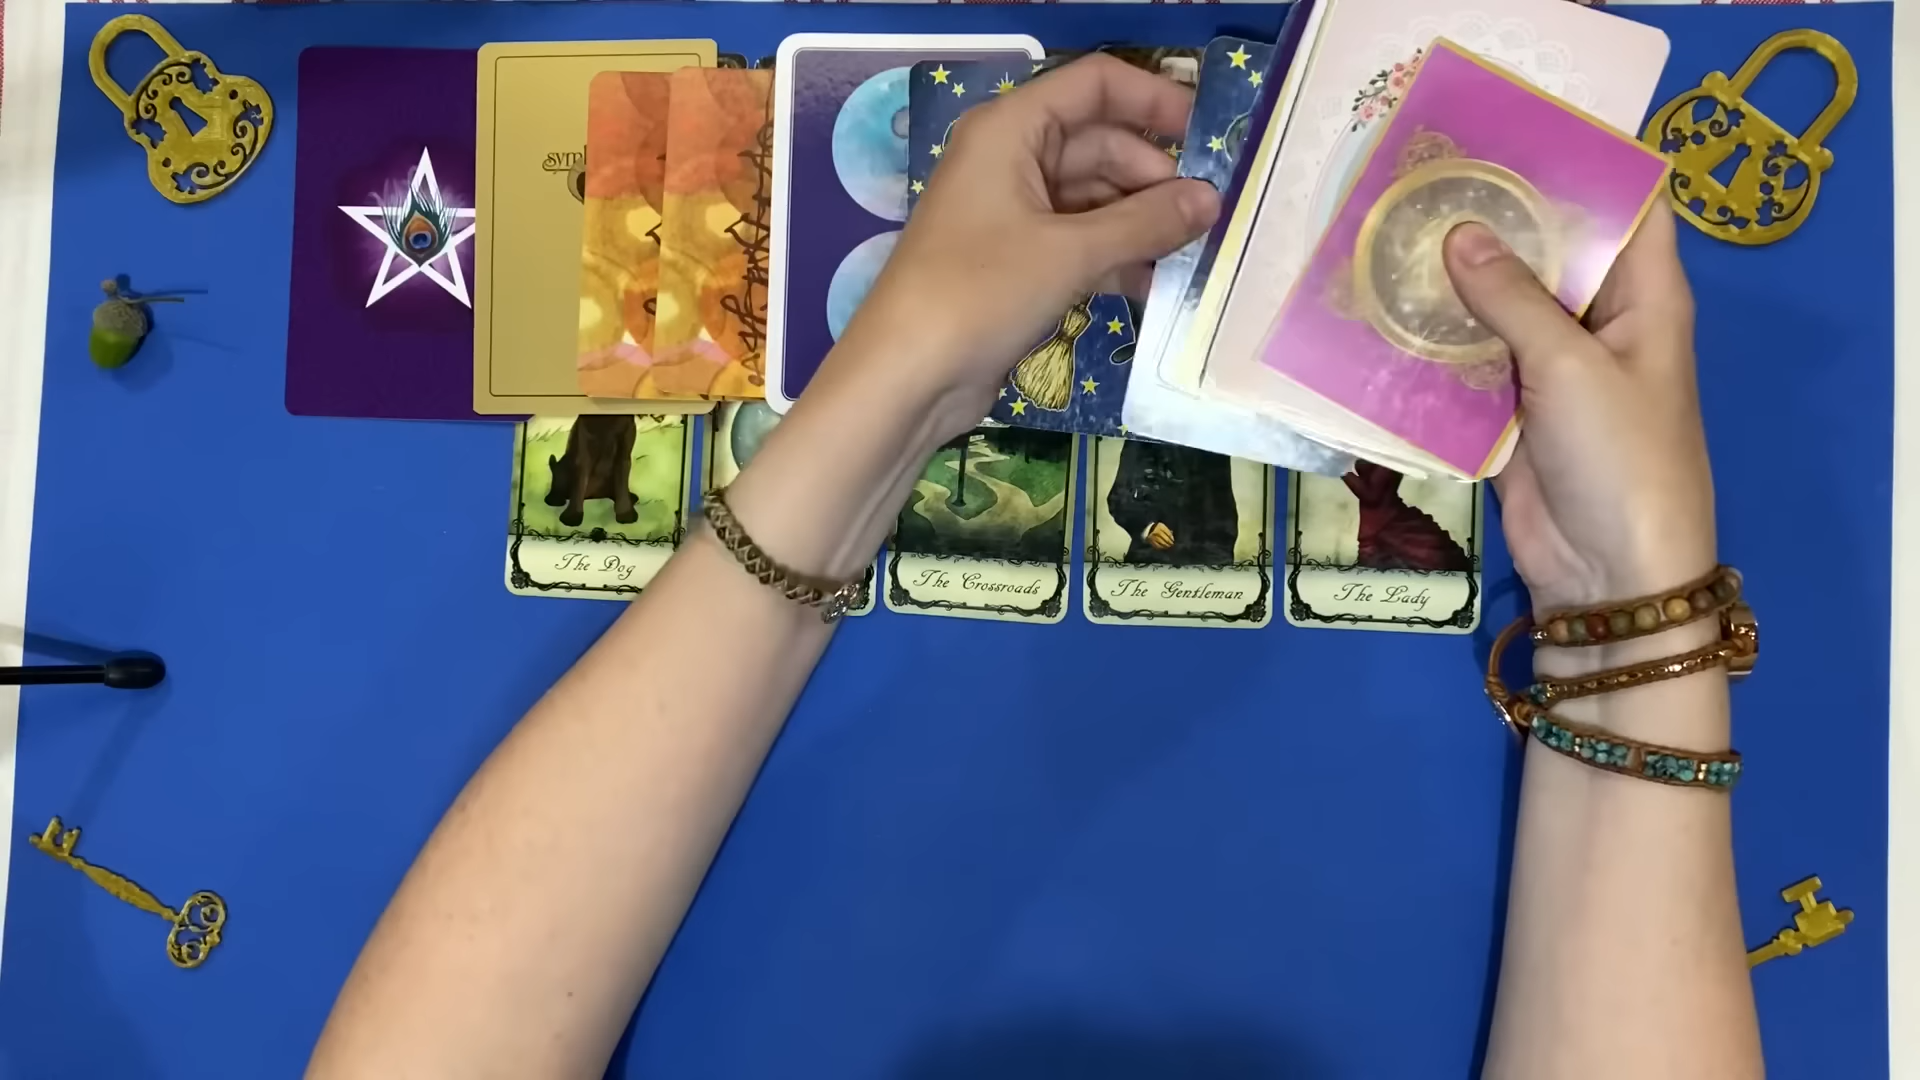 The Dog
The Crossroads
The Gentleman
The Lady